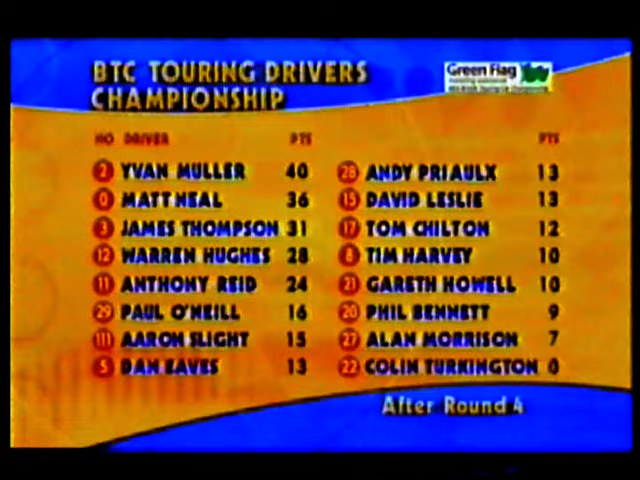 BTC TOURING DRIVERS
CHAMPIONSHIP
Green Flag
NO DRIVER PTS
2 YVAN MULLER 40
0 MATT NEAL 36
3 JAMES THOMPSON 31
12 WARREN HUGHES 28
11 ANTHONY REID 24
29 PAUL O'NEILL 16
111 AARON SLIGHT 15
5 DAN EAVES 13
PTS
28 ANDY PRIAULX 13
15 DAVID LESLIE 13
17 TOM CHILTON 12
8 TIM HARVEY 10
21 GARETH HOWELL 10
20 PHIL BENNETT 9
27 ALAN MORRISON 7
22 COLIN TURKINGTON 0
After Round 4